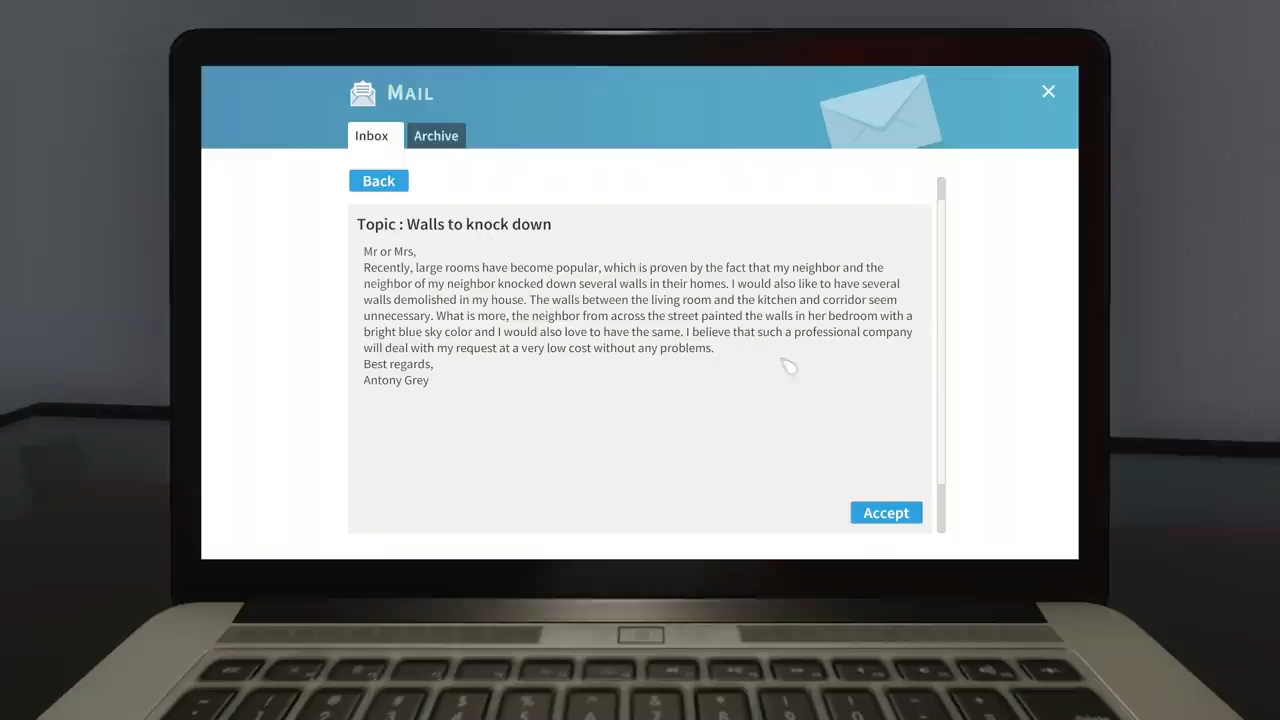 Mail
Inbox
Archive
Back
Topic : Walls to knock down
Mr or Mrs,
Recently, large rooms have become popular, which is proven by the fact that my neighbor and the
neighbor of my neighbor knocked down several walls in their homes. I would also like to have several
walls demolished in my house. The walls between the living room and the kitchen and corridor seem
unnecessary. What is more, the neighbor from across the street painted the walls in her bedroom with a
bright blue sky color and I would also love to have the same. I believe that such a professional company
will deal with my request at a very low cost without any problems.
Best regards,
Antony Grey
Accept